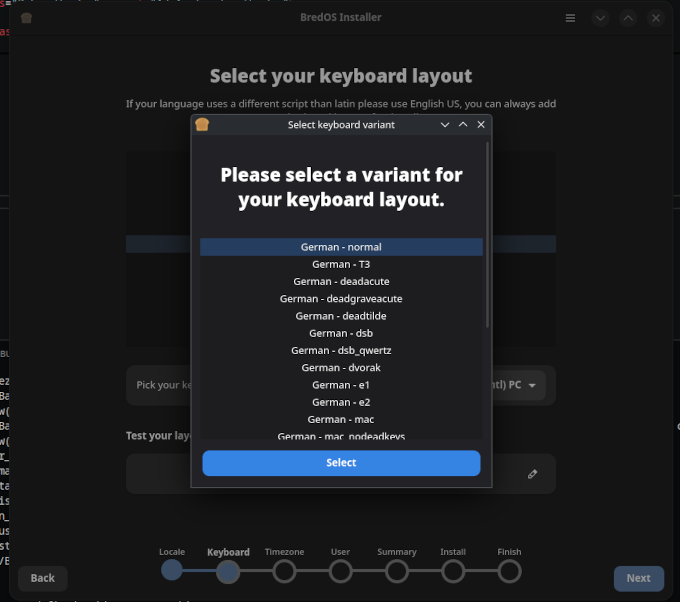 BredOS Installer
Select your keyboard layout
If your language uses a different script than latin please use English US, you can always add
Select keyboard variant
Please select a variant for
your keyboard layout.
German - normal
German - T3
German - deadacute
German - deadgraveacute
German - deadtilde
German - dsb
German - dsb_qwertz
German - dvorak
German - e1
German - e2
German - mac
German - mac_nodeadkeys
Pick your ke
ntl) PC
Test your layo
Select
Locale
Keyboard
Timezone
User
Summary
Install
Finish
Back
Next